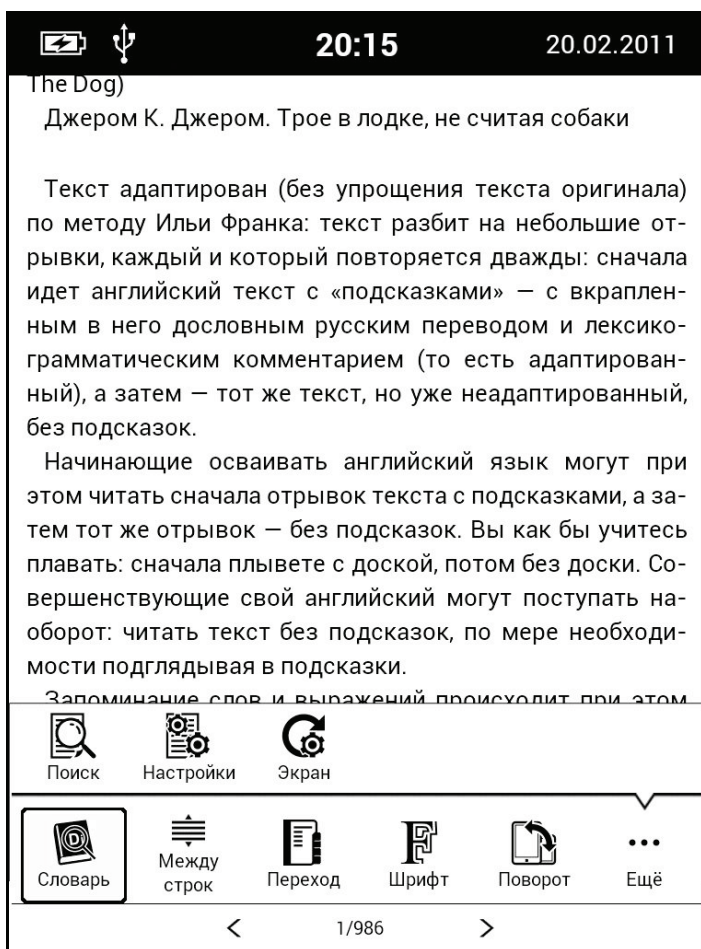 20:15 20.02.2011
The Dog)
Джером К. Джером. Трое в лодке, не считая собаки
Текст адаптирован (без упрощения текста оригинала)
по методу Ильи Франка: текст разбит на небольшие от-
рывки, каждый и который повторяется дважды: сначала
идет английский текст с «подсказками» — с вкраплен-
ным в него дословным русским переводом и лексико-
грамматическим комментарием (то есть адаптирован-
ный), а затем — тот же текст, но уже неадаптированный,
без подсказок.
Начинающие осваивать английский язык могут при
этом читать сначала отрывок текста с подсказками, а за-
тем тот же отрывок — без подсказок. Вы как бы учитесь
плавать: сначала плывете с доской, потом без доски. Со-
вершенствующие свой английский могут поступать на-
оборот: читать текст без подсказок, по мере необходи-
мости подглядывая в подсказки.
Запоминание слов и выражений происходит при этом
Поиск Настройки Экран
Словарь Между строк Переход Шрифт Поворот Ещё
< 1/986 >